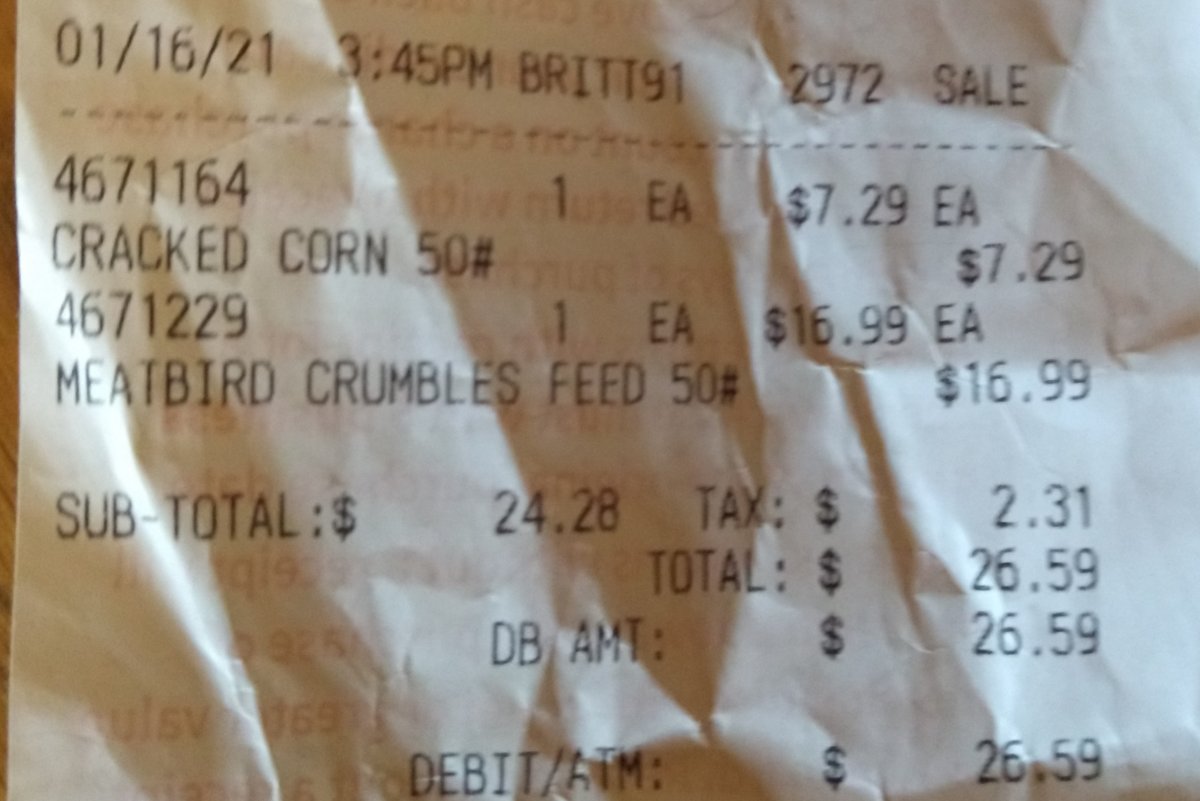 01/16/21 3:45PM BRITT91 2972 SALE
--------------------------------------------
4671164 1 EA $7.29 EA
CRACKED CORN 50# $7.29
4671229 1 EA $16.99 EA
MEATBIRD CRUMBLES FEED 50# $16.99
SUB-TOTAL:$ 24.28 TAX: $ 2.31
TOTAL: $ 26.59
DB AMT: $ 26.59
DEBIT/ATM: $ 26.59